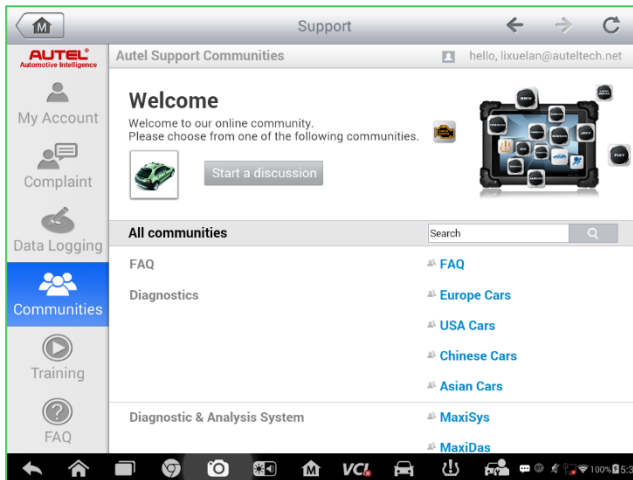 M
Support
AUTEL®
Automotive Intelligence
Autel Support Communities
hello, lixuelan@auteltech.net
My Account
Complaint
Data Logging
Communities
Training
FAQ
Welcome
Welcome to our online community.
Please choose from one of the following communities.
Start a discussion
All communities
Search
FAQ
FAQ
Diagnostics
Europe Cars
USA Cars
Chinese Cars
Asian Cars
Diagnostic & Analysis System
MaxiSys
MaxiDas
M
VCI
100%
5:3